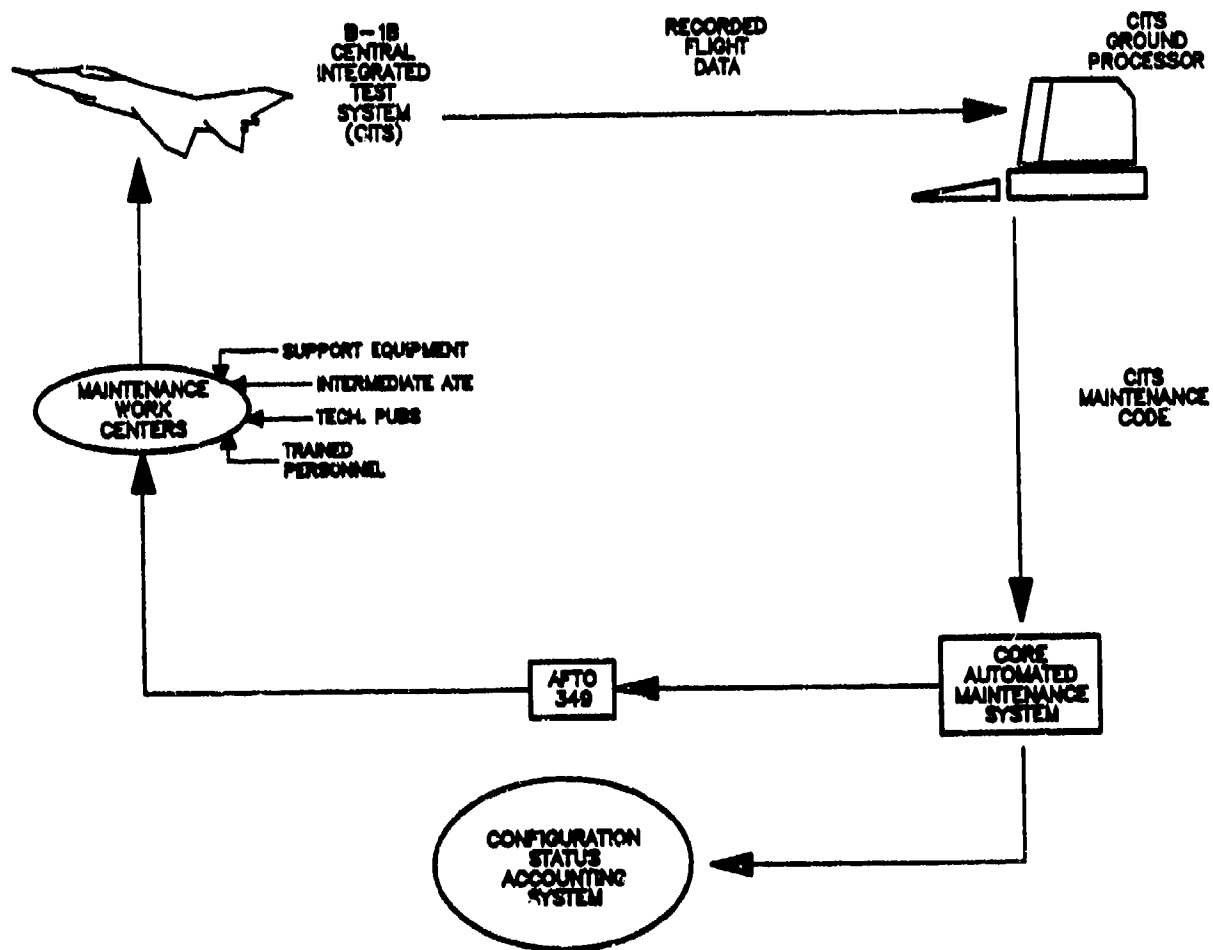 B-1B
CENTRAL
INTEGRATED
TEST
SYSTEM
(CITS)
RECORDED
FLIGHT
DATA
CITS
GROUND
PROCESSOR
SUPPORT EQUIPMENT
INTERMEDIATE ATE
TECH. PUBS
TRAINED
PERSONNEL
MAINTENANCE
WORK
CENTERS
CITS
MAINTENANCE
CODE
AFTO
349
CORE
AUTOMATED
MAINTENANCE
SYSTEM
CONFIGURATION
STATUS
ACCOUNTING
SYSTEM